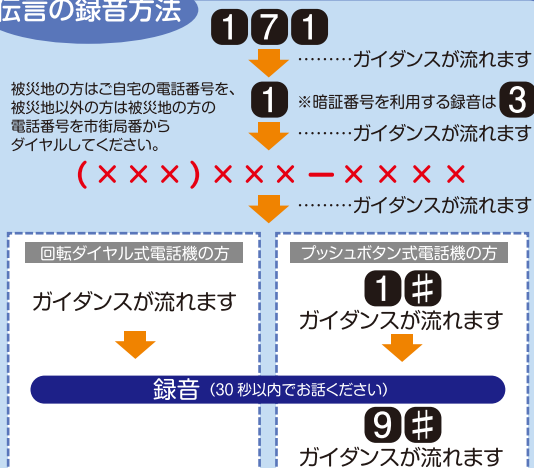 伝言の録音方法
171
………ガイダンスが流れます
被災地の方はご自宅の電話番号を、
被災地以外の方は被災地の方の
電話番号を市街局番から
ダイヤルしてください。
1 ※暗証番号を利用する録音は3
………ガイダンスが流れます
(×××)×××－××××
………ガイダンスが流れます
回転ダイヤル式電話機の方
ガイダンスが流れます
プッシュボタン式電話機の方
1#
ガイダンスが流れます
録音（30秒以内でお話ください）
9#
ガイダンスが流れます